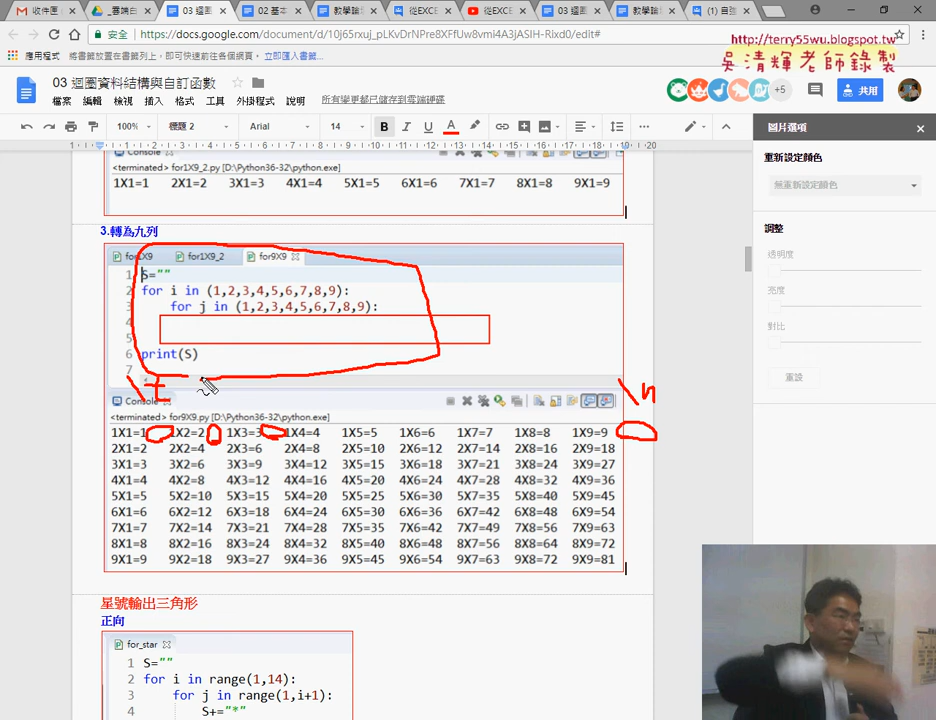 收件匣
_雲端白
03 迴圈
02 基本
教學論壇
從EXCE
從EXCE
03 迴圈
教學論壇
(1) 自強
安全 https://docs.google.com/document/d/10j65rxuj_pLKvDrNPre8XFfUw8vmi4A3jASIH-Rixd0/edit#
http://terry55wu.blogspot.tw
吳清輝老師錄製
應用程式 將書籤放置在書籤列上，即可快速前往各個網頁。 立即匯入書籤...
03 迴圈資料結構與自訂函數
檔案 編輯 檢視 插入 格式 工具 外掛程式 說明 所有變更都已儲存到雲端硬碟
+5
共用
100% 標題 2 Arial 14 B I U A
圖片選項
重新設定顏色
無重新設定顏色
調整
透明度
亮度
對比
重設
Console
<terminated> for1X9_2.py [D:\Python36-32\python.exe]
1X1=1 2X1=2 3X1=3 4X1=4 5X1=5 6X1=6 7X1=7 8X1=8 9X1=9
3.轉為九列
for1X9 for1X9_2 for9X9
1 S=""
2 for i in (1,2,3,4,5,6,7,8,9):
3 for j in (1,2,3,4,5,6,7,8,9):
4
5
6 print(S)
7
\t
\n
Console
<terminated> for9X9.py [D:\Python36-32\python.exe]
1X1=1 1X2=2 1X3=3 1X4=4 1X5=5 1X6=6 1X7=7 1X8=8 1X9=9
2X1=2 2X2=4 2X3=6 2X4=8 2X5=10 2X6=12 2X7=14 2X8=16 2X9=18
3X1=3 3X2=6 3X3=9 3X4=12 3X5=15 3X6=18 3X7=21 3X8=24 3X9=27
4X1=4 4X2=8 4X3=12 4X4=16 4X5=20 4X6=24 4X7=28 4X8=32 4X9=36
5X1=5 5X2=10 5X3=15 5X4=20 5X5=25 5X6=30 5X7=35 5X8=40 5X9=45
6X1=6 6X2=12 6X3=18 6X4=24 6X5=30 6X6=36 6X7=42 6X8=48 6X9=54
7X1=7 7X2=14 7X3=21 7X4=28 7X5=35 7X6=42 7X7=49 7X8=56 7X9=63
8X1=8 8X2=16 8X3=24 8X4=32 8X5=40 8X6=48 8X7=56 8X8=64 8X9=72
9X1=9 9X2=18 9X3=27 9X4=36 9X5=45 9X6=54 9X7=63 9X8=72 9X9=81
星號輸出三角形
正向
for_star
1 S=""
2 for i in range(1,14):
3 for j in range(1,i+1):
4 S+="*"